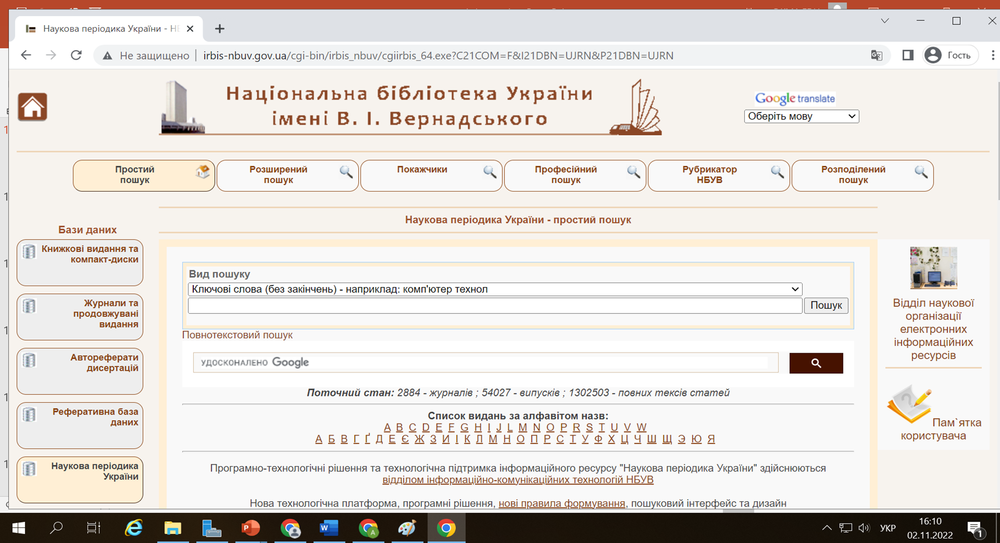 Наукова періодика України - НБ
Не защищено
irbis-nbuv.gov.ua/cgi-bin/irbis_nbuv/cgiirbis_64.exe?C21COM=F&I21DBN=UJRN&P21DBN=UJRN
Гость
Національна бібліотека України
імені В. І. Вернадського
Google translate
Оберіть мову
Простий
пошук
Розширений
пошук
Покажчики
Професійний
пошук
Рубрикатор
НБУВ
Розподілений
пошук
Наукова періодика України - простий пошук
Бази даних
Книжкові видання та
компакт-диски
Журнали та
продовжувані
видання
Автореферати
дисертацій
Реферативна база
даних
Наукова періодика
України
Вид пошуку
Ключові слова (без закінчень) - наприклад: комп'ютер технол
Пошук
Повнотекстовий пошук
УДОСКОНАЛЕНО Google
Поточний стан: 2884 - журналів ; 54027 - випусків ; 1302503 - повних тексів статей
Список видань за алфавітом назв:
A B C D E F G H I J L M N O P R S T U V W
А Б В Г Ґ Д Е Є Ж З И І К Л М Н О П Р С Т У Ф Х Ц Ч Ш Щ Э Ю Я
Програмно-технологічні рішення та технологічна підтримка інформаційного ресурсу "Наукова періодика України" здійснюються
відділом інформаційно-комунікаційних технологій НБУВ
Нова технологічна платформа, програмні рішення, нові правила формування, пошуковий інтерфейс та дизайн
Відділ наукової
організації
електронних
інформаційних
ресурсів
Пам`ятка
користувача
УКР
16:10
02.11.2022
1